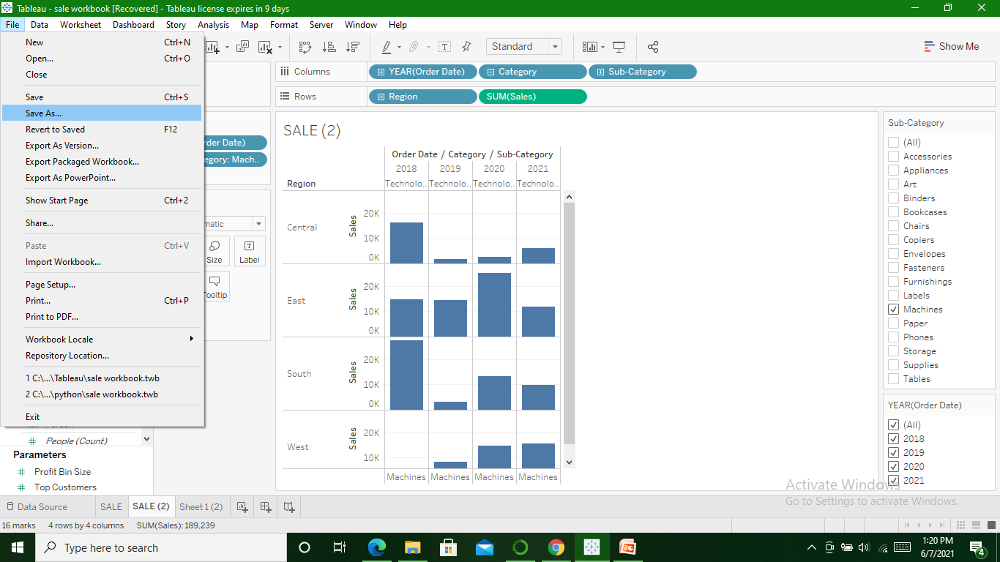 Tableau - sale workbook [Recovered] - Tableau license expires in 9 days
File Data Worksheet Dashboard Story Analysis Map Format Server Window Help
New Ctrl+N
Open... Ctrl+O
Close
Save Ctrl+S
Save As...
Revert to Saved F12
Export As Version...
Export Packaged Workbook...
Export As PowerPoint...
Show Start Page Ctrl+2
Share...
Paste Ctrl+V
Import Workbook...
Page Setup...
Print... Ctrl+P
Print to PDF...
Workbook Locale
Repository Location...
1 C:\...\Tableau\sale workbook.twb
2 C:\...\python\sale workbook.twb
Exit
Standard
Show Me
Columns YEAR(Order Date) Category Sub-Category
Rows Region SUM(Sales)
rder Date)
egory: Mach..
matic
Size Label
ooltip
People (Count)
Parameters
Profit Bin Size
Top Customers
SALE (2)
Order Date / Category / Sub-Category
2018 2019 2020 2021
Region Technolo.. Technolo.. Technolo.. Technolo..
Central Sales 20K 10K 0K
East Sales 20K 10K 0K
South Sales 20K 10K 0K
West Sales 20K 10K
Machines Machines Machines Machines
Sub-Category
(All)
Accessories
Appliances
Art
Binders
Bookcases
Chairs
Copiers
Envelopes
Fasteners
Furnishings
Labels
Machines
Paper
Phones
Storage
Supplies
Tables
YEAR(Order Date)
(All)
2018
2019
2020
2021
Activate Windows
Go to Settings to activate Windows.
Data Source SALE SALE (2) Sheet 1 (2)
16 marks 4 rows by 4 columns SUM(Sales): 189,239
Type here to search
1:20 PM
6/7/2021
4